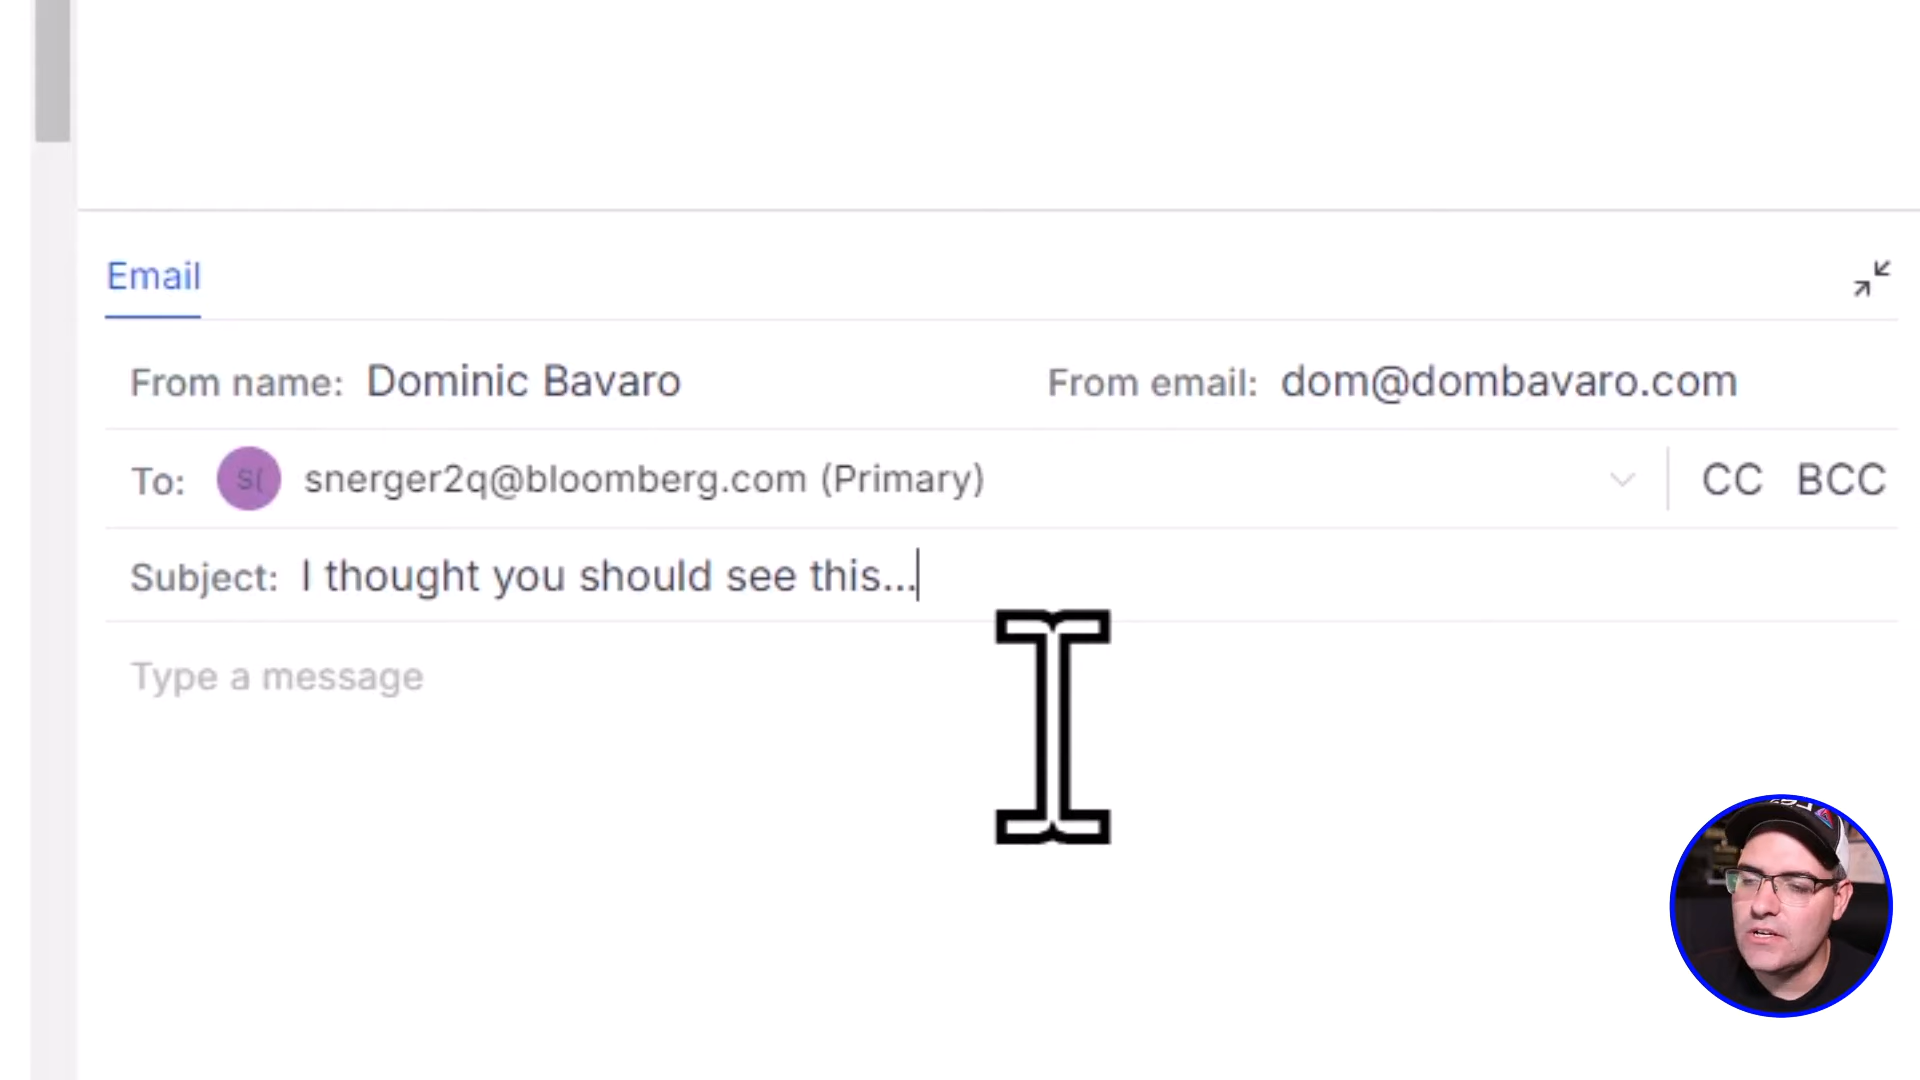 Email
From name: Dominic Bavaro From email: dom@dombavaro.com
To: S( snerger2q@bloomberg.com (Primary) CC BCC
Subject: I thought you should see this...
Type a message